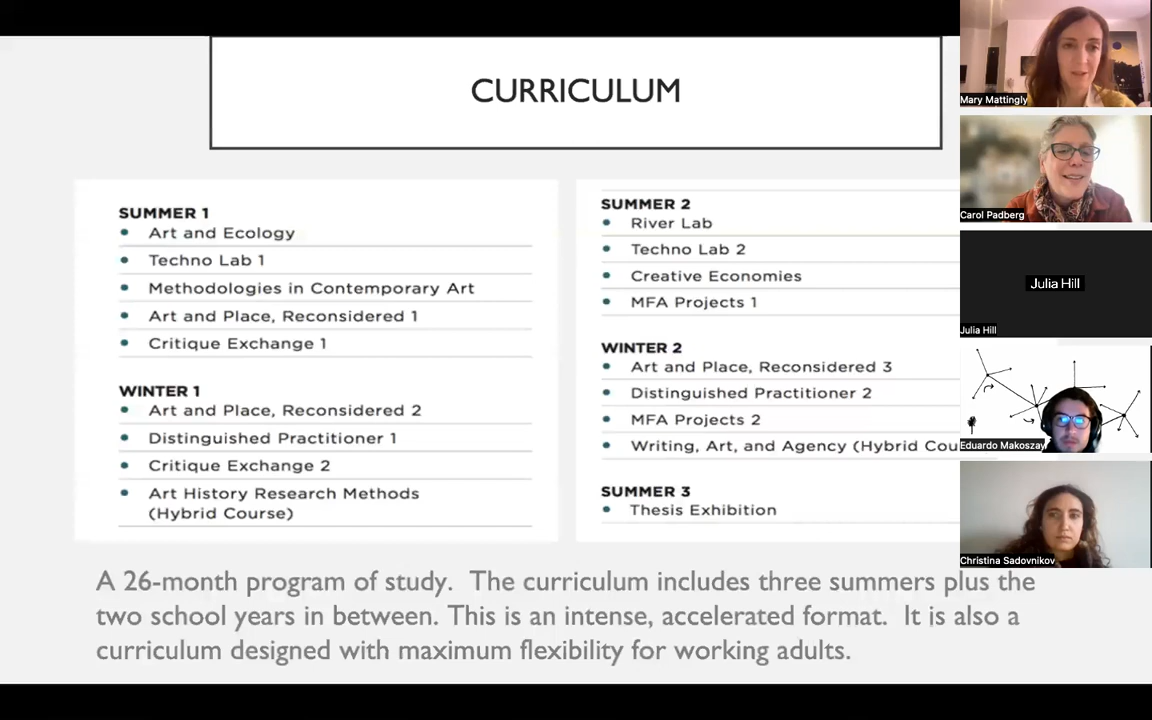 CURRICULUM
SUMMER 1
• Art and Ecology
• Techno Lab 1
• Methodologies in Contemporary Art
• Art and Place, Reconsidered 1
• Critique Exchange 1
WINTER 1
• Art and Place, Reconsidered 2
• Distinguished Practitioner 1
• Critique Exchange 2
• Art History Research Methods
(Hybrid Course)
SUMMER 2
• River Lab
• Techno Lab 2
• Creative Economies
• MFA Projects 1
WINTER 2
• Art and Place, Reconsidered 3
• Distinguished Practitioner 2
• MFA Projects 2
• Writing, Art, and Agency (Hybrid Cou
SUMMER 3
• Thesis Exhibition
A 26-month program of study. The curriculum includes three summers plus the
two school years in between. This is an intense, accelerated format. It is also a
curriculum designed with maximum flexibility for working adults.
Mary Mattingly
Carol Padberg
Julia Hill
Julia Hill
Eduardo Makoszay
Christina Sadovnikov